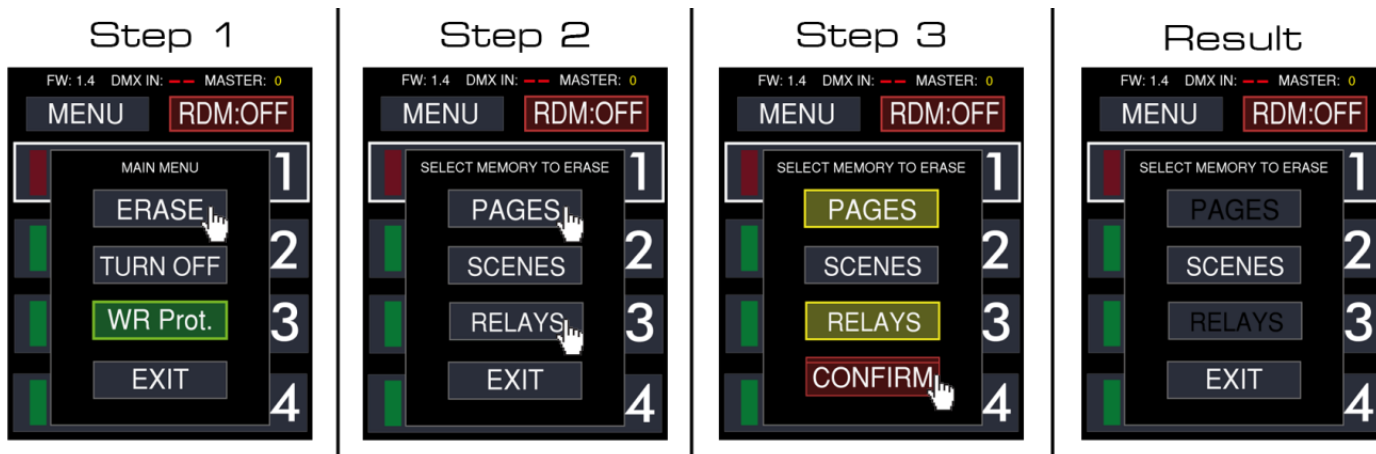 Step 1
FW: 1.4 DMX IN: -- MASTER: 0
MENU RDM:OFF
MAIN MENU
1
ERASE
2
TURN OFF
WR Prot.
3
EXIT
4
Step 2
FW: 1.4 DMX IN: -- MASTER: 0
MENU RDM:OFF
SELECT MEMORY TO ERASE
1
PAGES
2
SCENES
RELAYS
3
EXIT
4
Step 3
FW: 1.4 DMX IN: -- MASTER: 0
MENU RDM:OFF
SELECT MEMORY TO ERASE
1
PAGES
2
SCENES
RELAYS
3
CONFIRM
4
Result
FW: 1.4 DMX IN: -- MASTER: 0
MENU RDM:OFF
SELECT MEMORY TO ERASE
1
PAGES
2
SCENES
RELAYS
3
EXIT
4